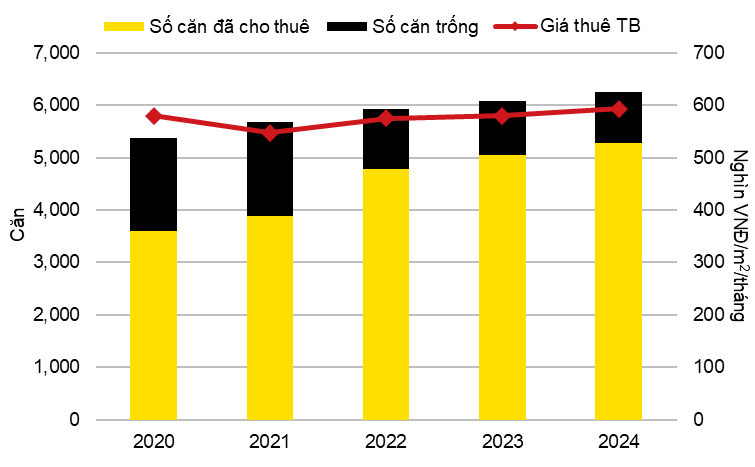 Số căn đã cho thuê Số căn trống Giá thuê TB
7,000 700
6,000 600
5,000 500
4,000 400
3,000 300
2,000 200
1,000 100
0 0
Căn
Nghìn VNĐ/m²/tháng
2020 2021 2022 2023 2024